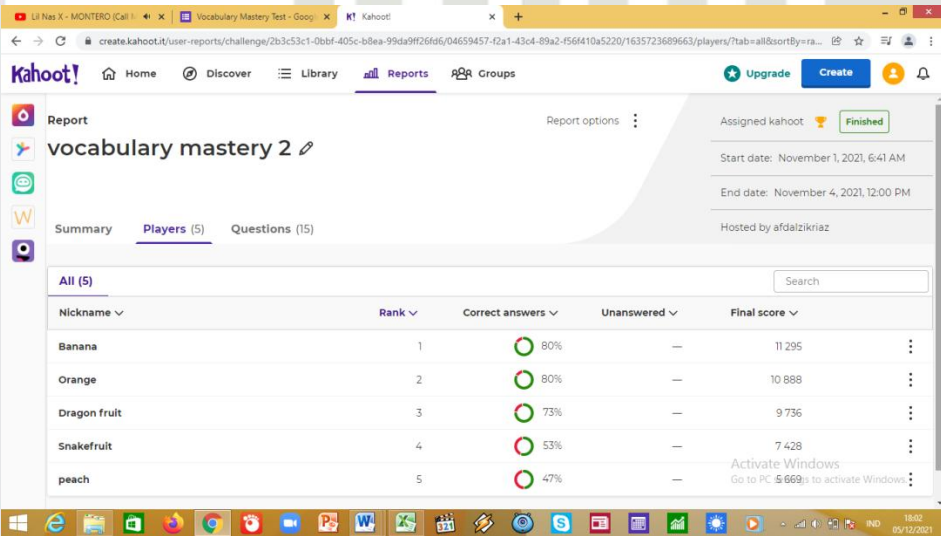 Lil Nas X - MONTERO (Call
Vocabulary Mastery Test - Goog
Kahoot!
create.kahoot.it/user-reports/challenge/2b3c53c1-0bbf-405c-b8ea-99da9ff26fd6/04659457-f2a1-43c4-89a2-f56f410a5220/1635723689663/players/?tab=all&sortBy=ra...
Kahoot! Home Discover Library Reports Groups Upgrade Create
Report
Report options
vocabulary mastery 2
Assigned kahoot Finished
Start date: November 1, 2021, 6:41 AM
End date: November 4, 2021, 12:00 PM
Hosted by afdalzikriaz
Summary Players (5) Questions (15)
All (5)
Search
Nickname Rank Correct answers Unanswered Final score
Banana 1 80% — 11 295
Orange 2 80% — 10 888
Dragon fruit 3 73% — 9 736
Snakefruit 4 53% — 7 428
peach 5 47% — 5 669
Activate Windows
Go to PC settings to activate Windows.
IND
18:02
05/12/2021